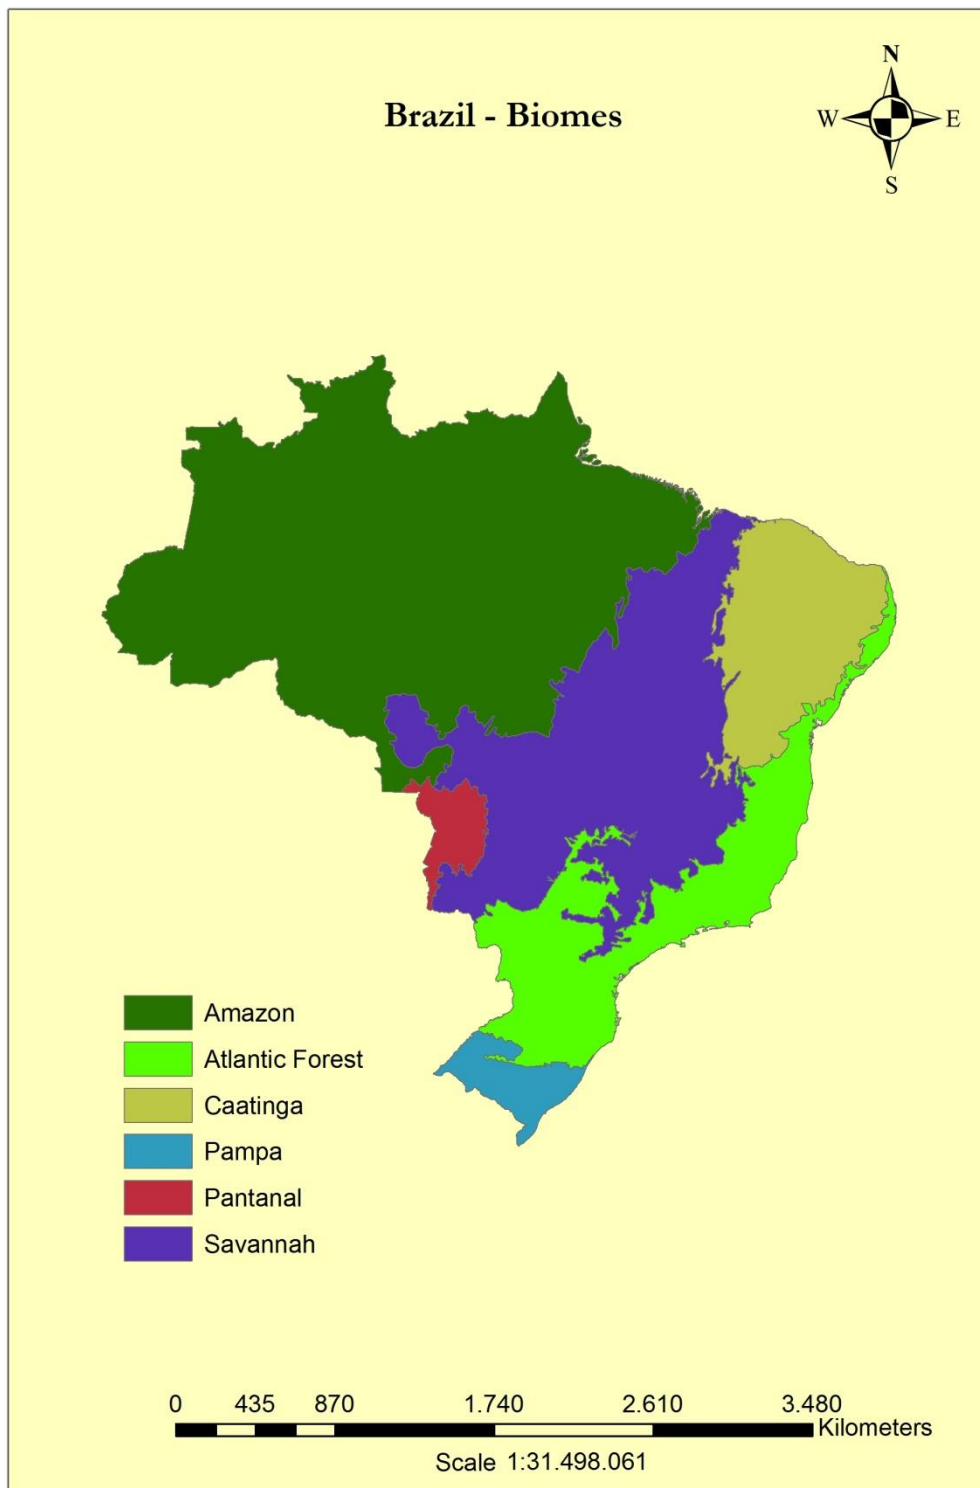 N
Brazil - Biomes
W E
S
Amazon
Atlantic Forest
Caatinga
Pampa
Pantanal
Savannah
0 435 870 1.740 2.610 3.480
Kilometers
Scale 1:31.498.061